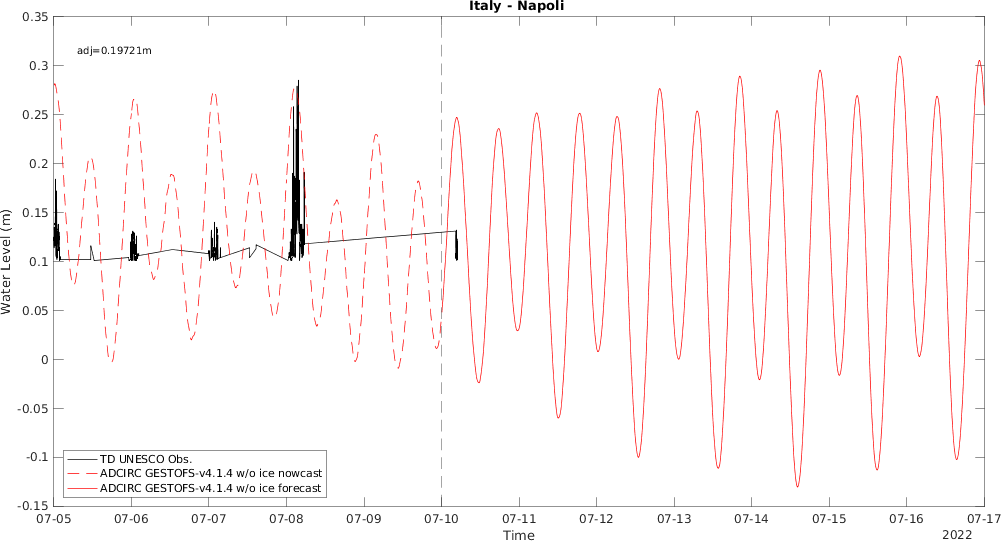 Italy - Napoli
adj=0.19721m
Water Level (m)
0.35
0.3
0.25
0.2
0.15
0.1
0.05
0
-0.05
-0.1
-0.15
TD UNESCO Obs.
ADCIRC GESTOFS-v4.1.4 w/o ice nowcast
ADCIRC GESTOFS-v4.1.4 w/o ice forecast
07-05 07-06 07-07 07-08 07-09 07-10 07-11 07-12 07-13 07-14 07-15 07-16 07-17
Time
2022